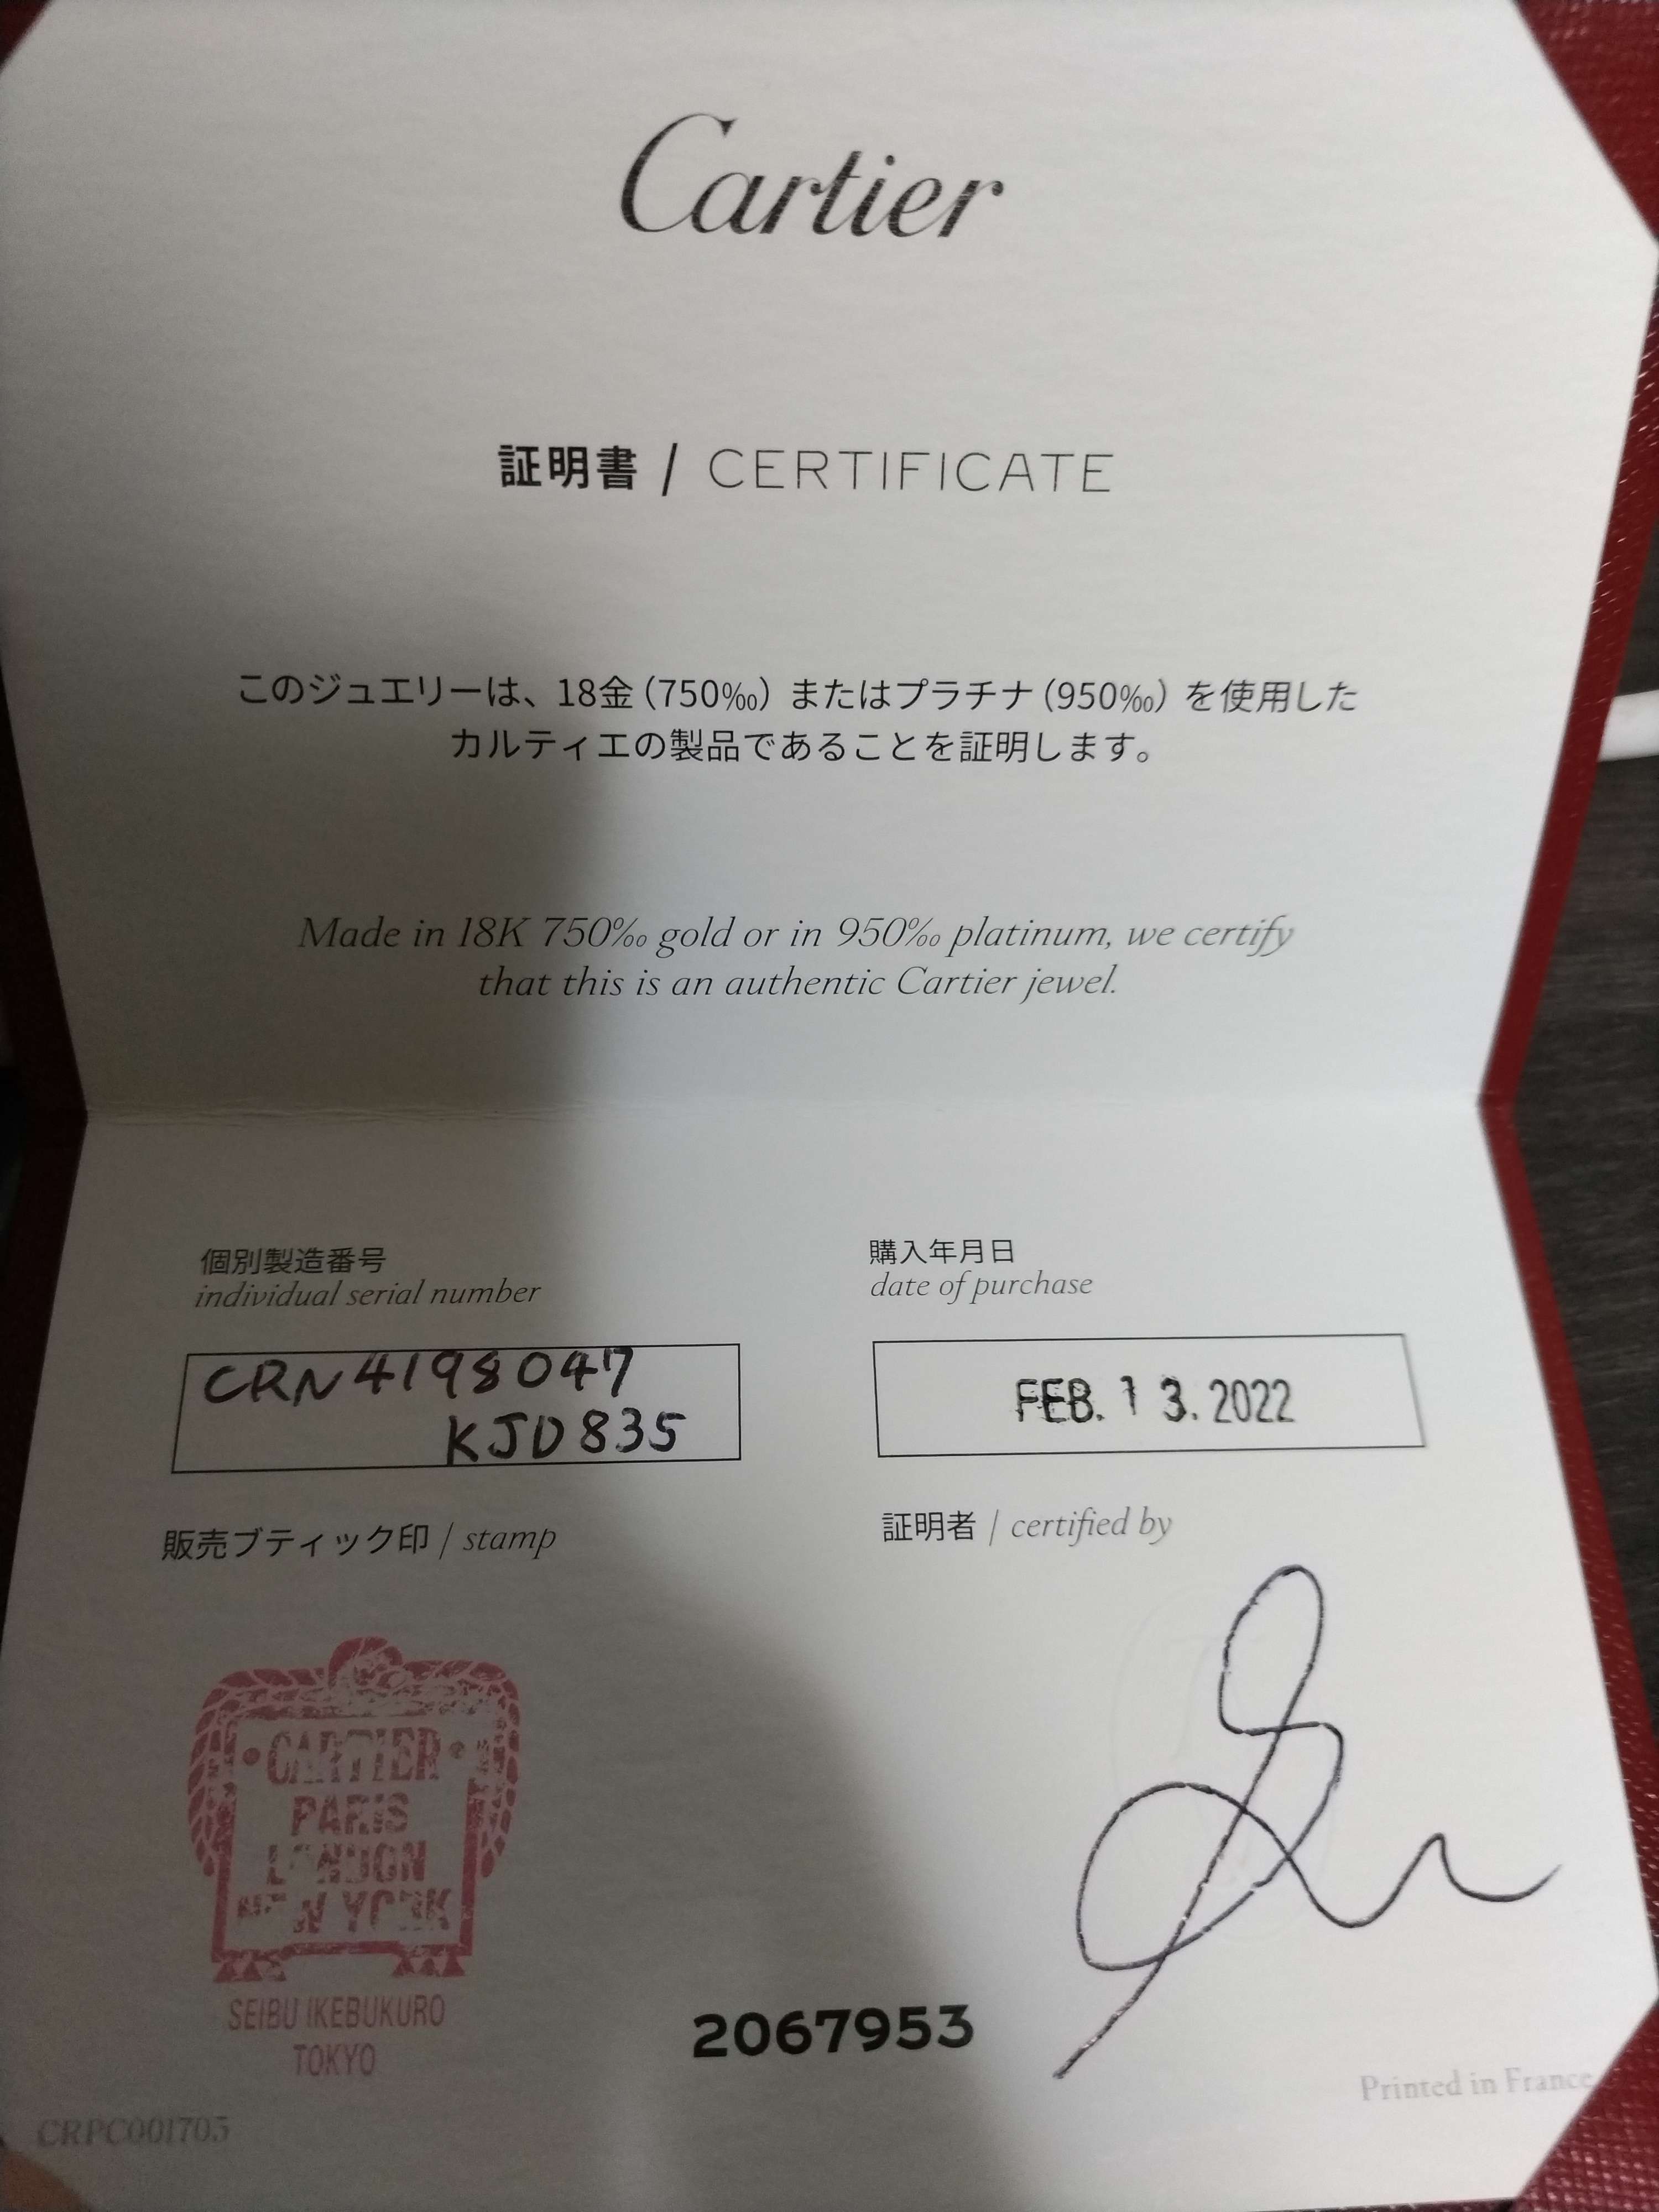 Cartier
証明書 / CERTIFICATE
このジュエリーは、18金（750‰）またはプラチナ（950‰）を使用した
カルティエの製品であることを証明します。
Made in 18K 750‰ gold or in 950‰ platinum, we certify
that this is an authentic Cartier jewel.
個別製造番号
individual serial number
CRN4198047
KJD835
購入年月日
date of purchase
FEB. 13. 2022
販売ブティック印 / stamp
証明者 / certified by
CARTIER
PARIS
LONDON
NEW YORK
SEIBU IKEBUKURO
TOKYO
2067953
Printed in France
CRPC001705